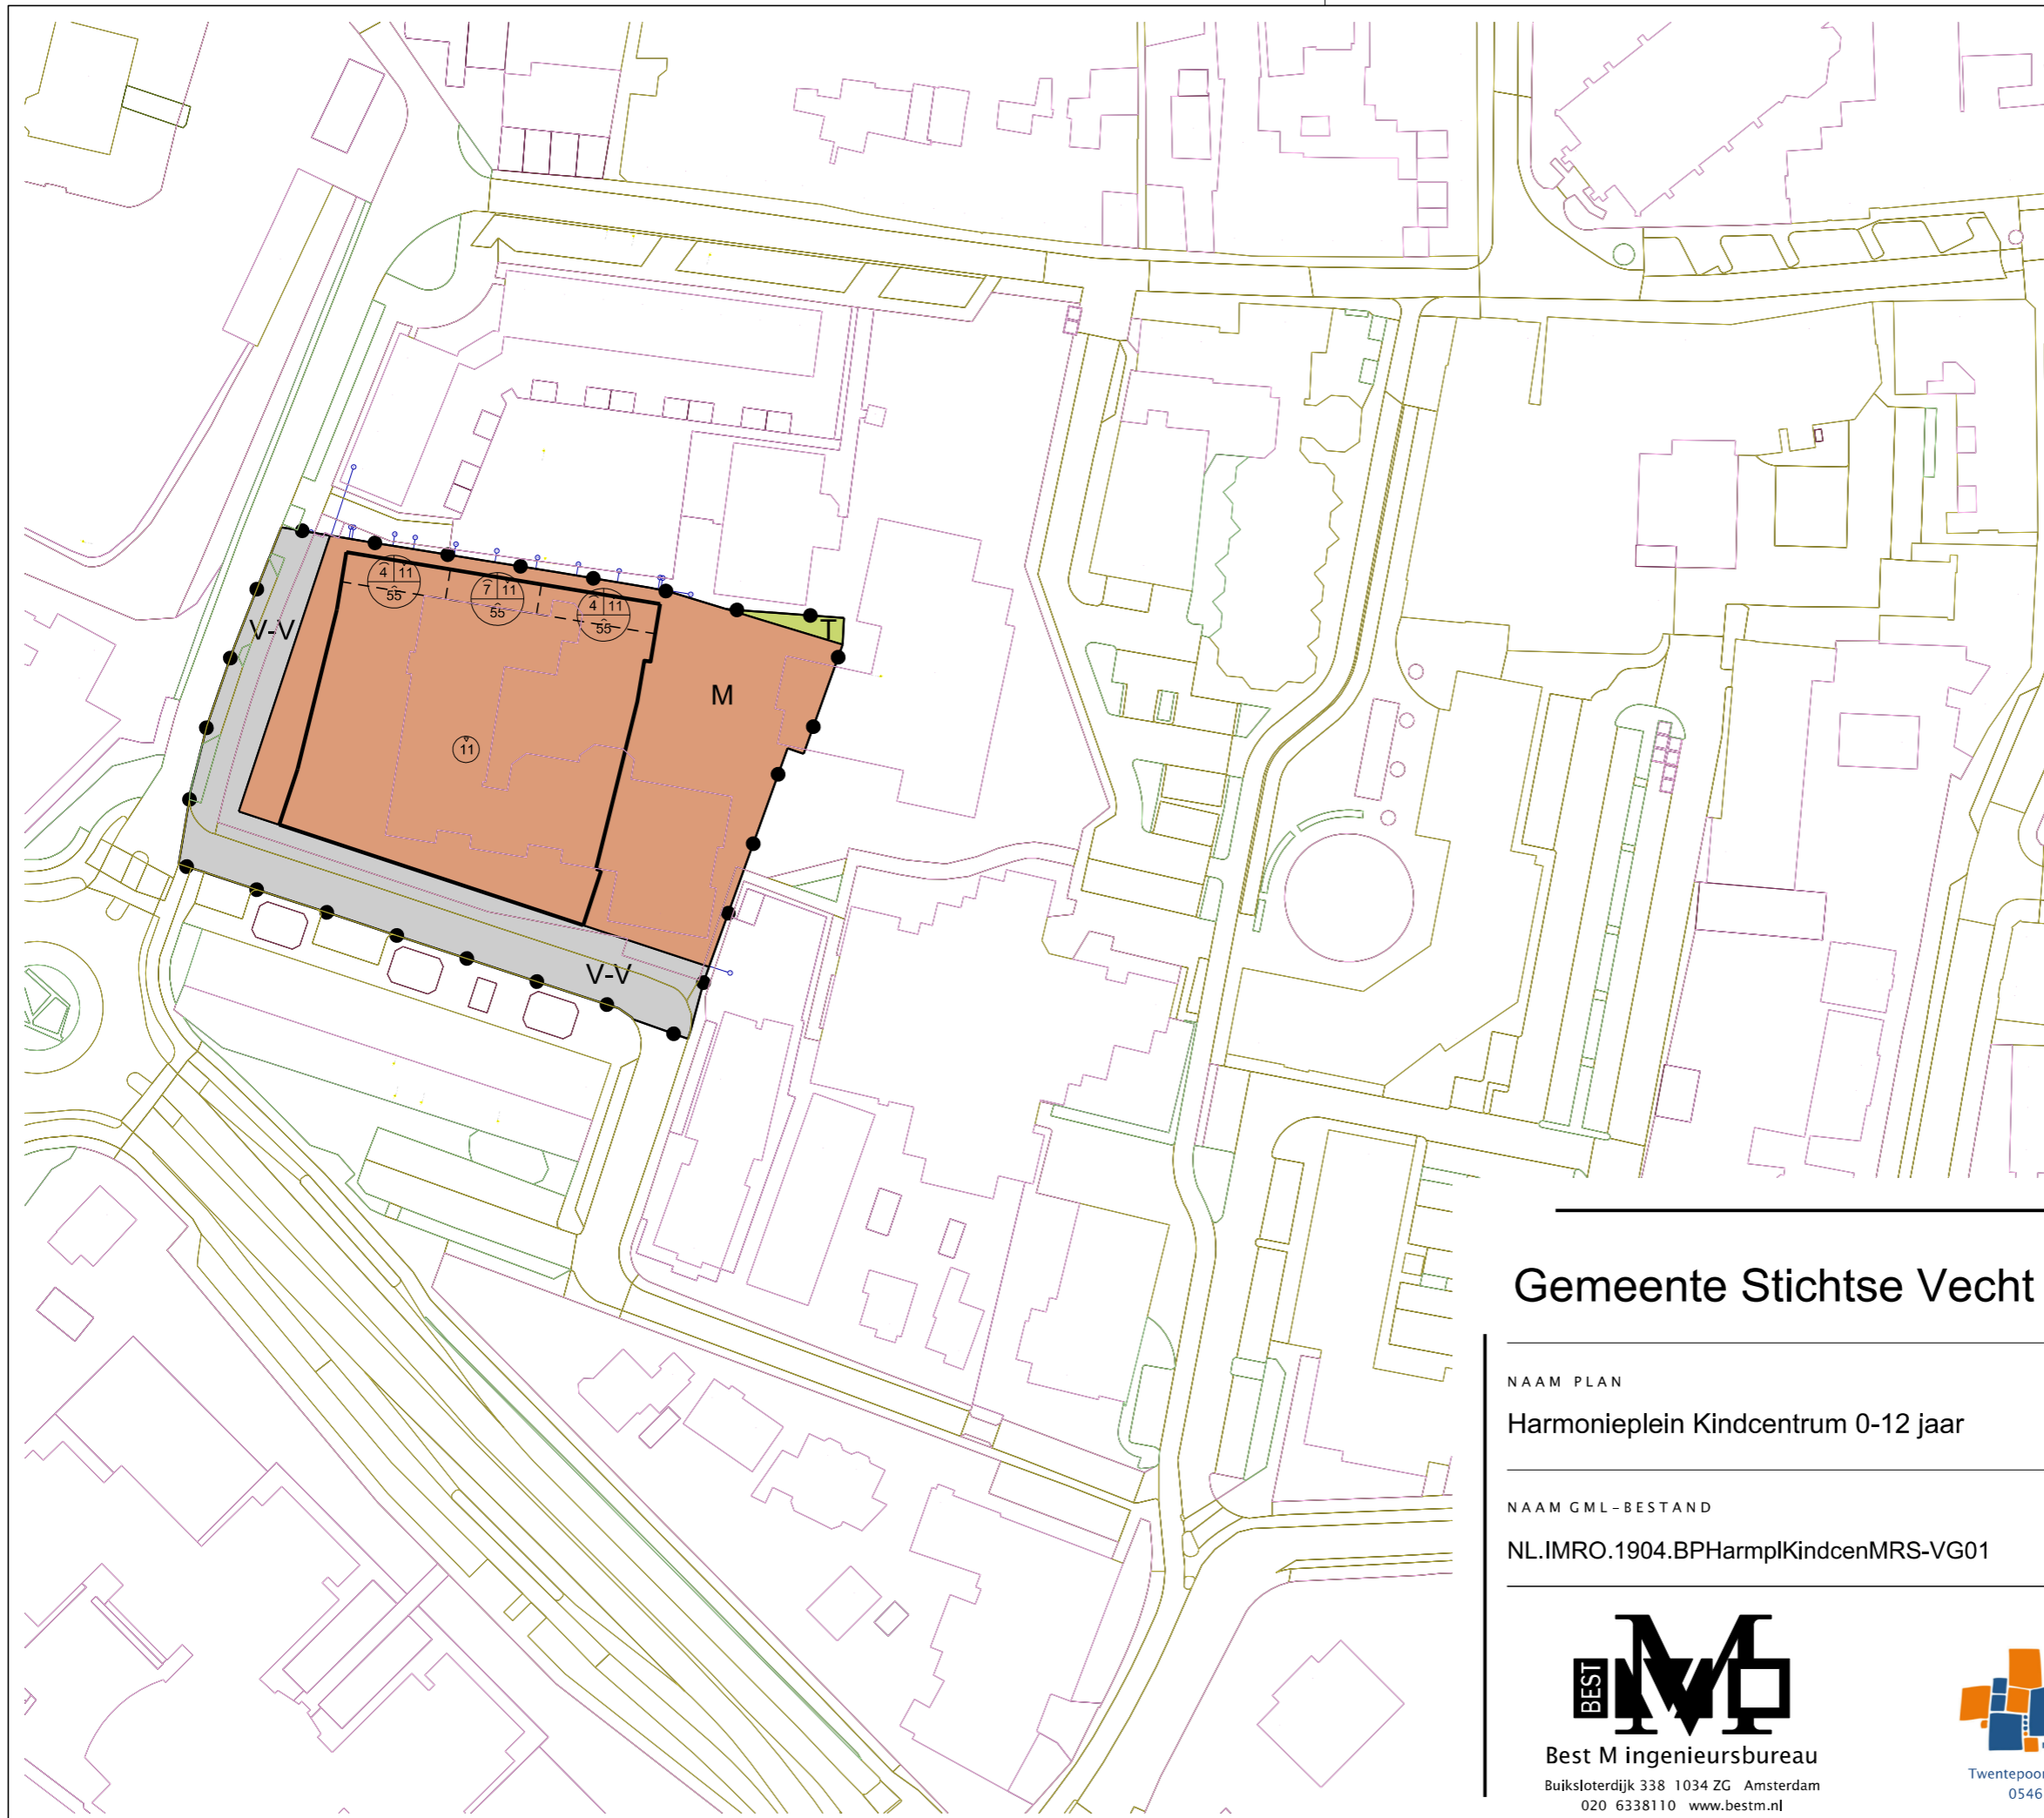 4 11
55
7 11
55
4 11
55
V-V
T
M
11
V-V
Gemeente Stichtse Vecht
NAAM PLAN
Harmonieplein Kindcentrum 0-12 jaar
NAAM GML-BESTAND
NL.IMRO.1904.BPHarmplKindcenMRS-VG01
BEST M
Best M ingenieursbureau
Buiksloterdijk 338 1034 ZG Amsterdam
020 6338110 www.bestm.nl
Twentepoor
0546